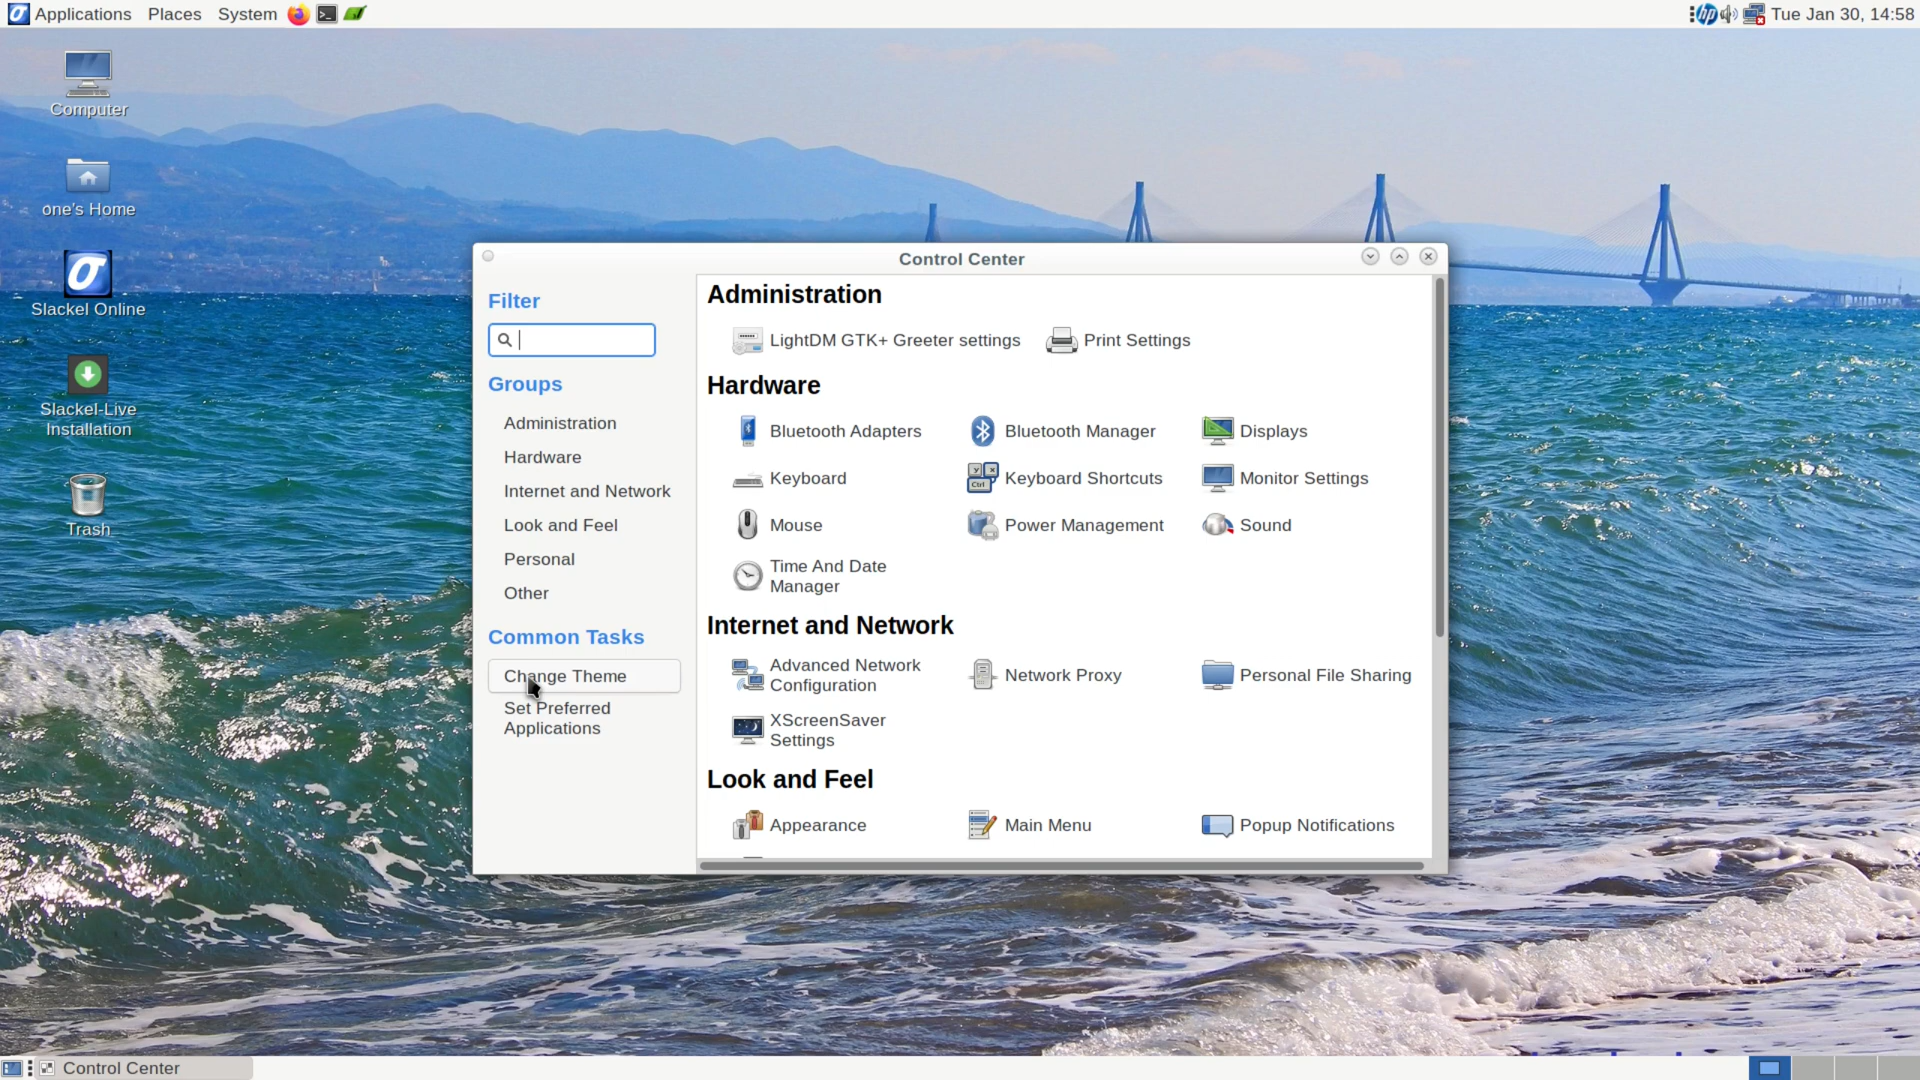 Applications Places System
Tue Jan 30, 14:58
Computer
one's Home
Slackel Online
Slackel-Live
Installation
Trash
Control Center
Filter
Groups
Administration
Hardware
Internet and Network
Look and Feel
Personal
Other
Common Tasks
Change Theme
Set Preferred
Applications
Administration
LightDM GTK+ Greeter settings
Print Settings
Hardware
Bluetooth Adapters
Bluetooth Manager
Displays
Keyboard
Keyboard Shortcuts
Monitor Settings
Mouse
Power Management
Sound
Time And Date
Manager
Internet and Network
Advanced Network
Configuration
Network Proxy
Personal File Sharing
XScreenSaver
Settings
Look and Feel
Appearance
Main Menu
Popup Notifications
Control Center